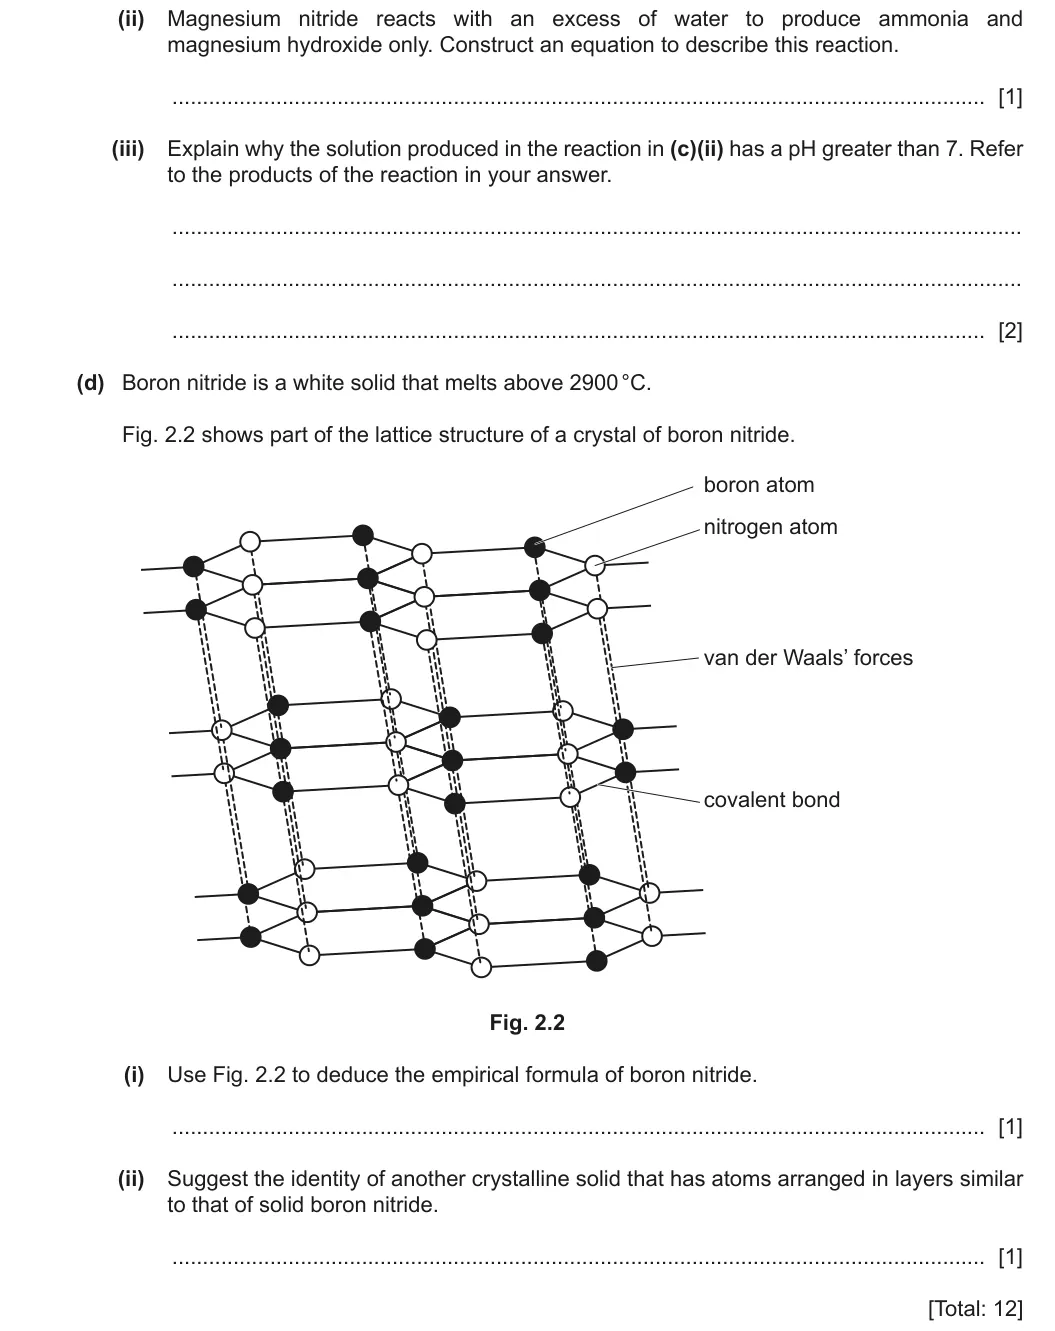 (ii) Magnesium nitride reacts with an excess of water to produce ammonia and
magnesium hydroxide only. Construct an equation to describe this reaction.
.......................................................................................................................................... [1]
(iii) Explain why the solution produced in the reaction in (c)(ii) has a pH greater than 7. Refer
to the products of the reaction in your answer.
................................................................................................................................................
................................................................................................................................................
.......................................................................................................................................... [2]
(d) Boron nitride is a white solid that melts above 2900 °C.
Fig. 2.2 shows part of the lattice structure of a crystal of boron nitride.
boron atom
nitrogen atom
van der Waals’ forces
covalent bond
Fig. 2.2
(i) Use Fig. 2.2 to deduce the empirical formula of boron nitride.
.......................................................................................................................................... [1]
(ii) Suggest the identity of another crystalline solid that has atoms arranged in layers similar
to that of solid boron nitride.
.......................................................................................................................................... [1]
[Total: 12]